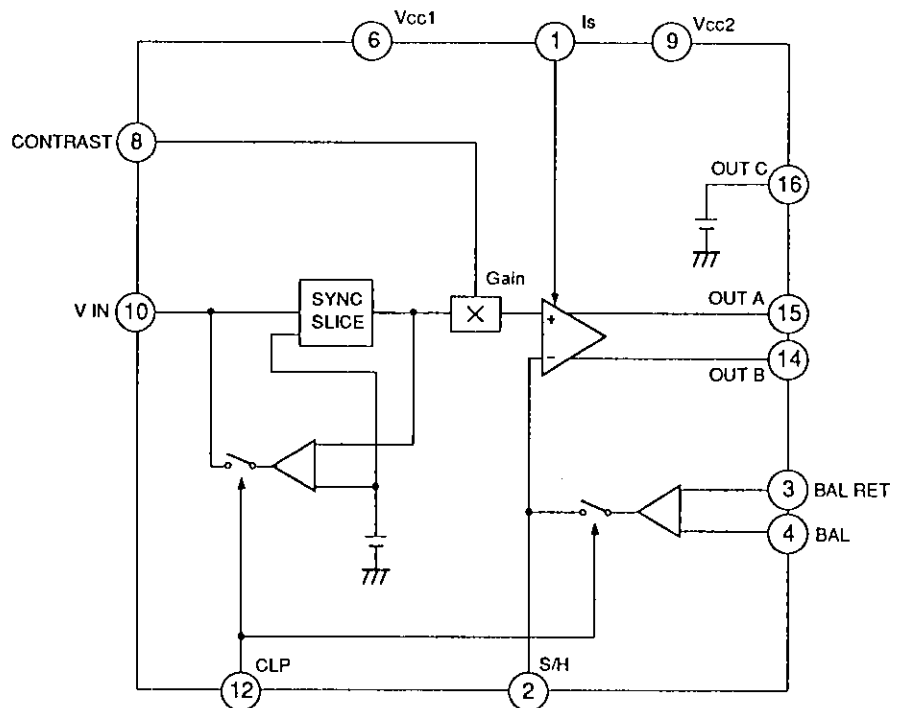 Vcc1
Is
Vcc2
6
1
9
CONTRAST
8
OUT C
16
Gain
V IN
10
SYNC
SLICE
×
+
−
OUT A
15
14
OUT B
3
BAL RET
4
BAL
CLP
12
S/H
2